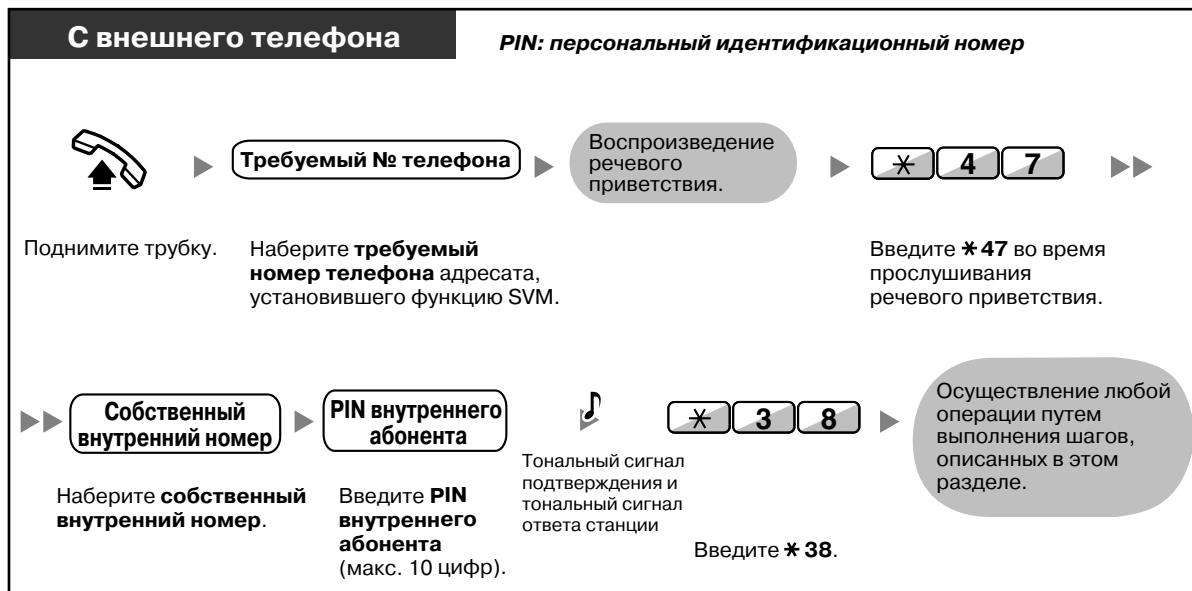 С внешнего телефона
PIN: персональный идентификационный номер
Требуемый № телефона
Воспроизведение
речевого
приветствия.
* 4 7
Поднимите трубку.
Наберите требуемый
номер телефона адресата,
установившего функцию SVM.
Введите * 47 во время
прослушивания
речевого приветствия.
Собственный
внутренний номер
PIN внутреннего
абонента
* 3 8
Осуществление любой
операции путем
выполнения шагов,
описанных в этом
разделе.
Наберите собственный
внутренний номер.
Введите PIN
внутреннего
абонента
(макс. 10 цифр).
Тональный сигнал
подтверждения и
тональный сигнал
ответа станции
Введите * 38.